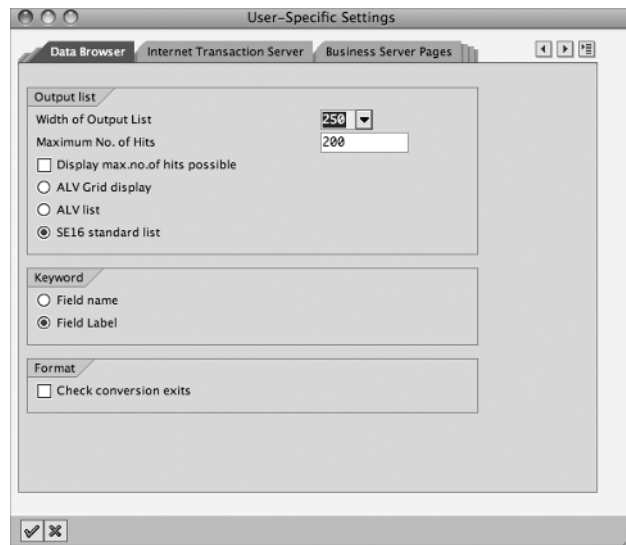 User-Specific Settings
Data Browser
Internet Transaction Server
Business Server Pages
Output list
Width of Output List
250
Maximum No. of Hits
200
Display max.no.of hits possible
ALV Grid display
ALV list
SE16 standard list
Keyword
Field name
Field Label
Format
Check conversion exits